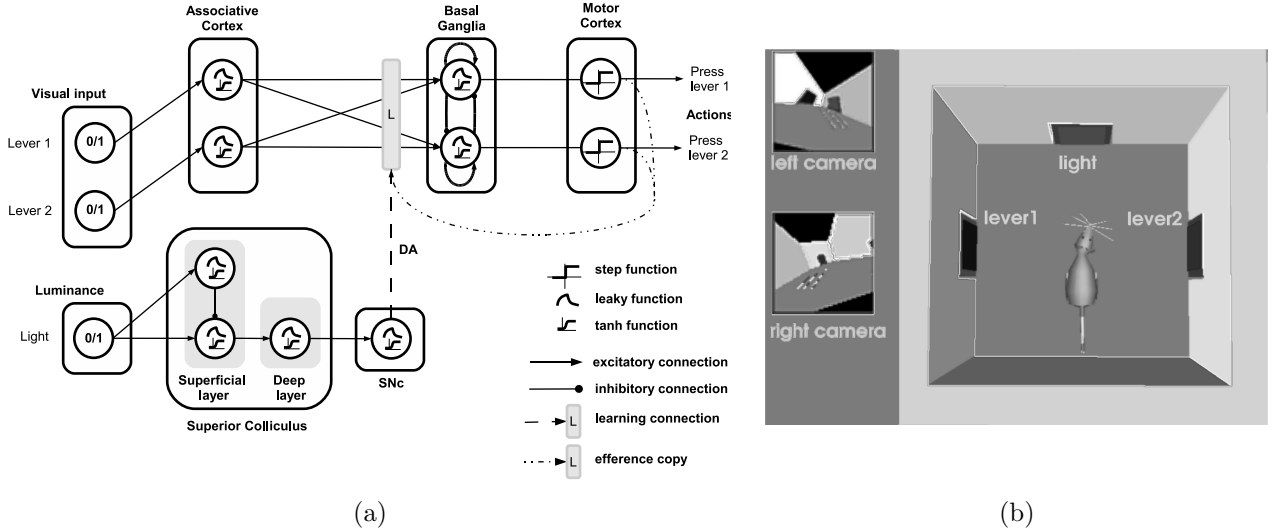 Associative
Cortex
Basal
Ganglia
Motor
Cortex
Visual input
Lever 1
0/1
Lever 2
0/1
L
Press
lever 1
Actions
Press
lever 2
DA
Luminance
Light
0/1
Superficial
layer
Deep
layer
SNc
Superior Colliculus
step function
leaky function
tanh function
excitatory connection
inhibitory connection
L
learning connection
L
efference copy
(a)
left camera
right camera
light
lever1
lever2
(b)